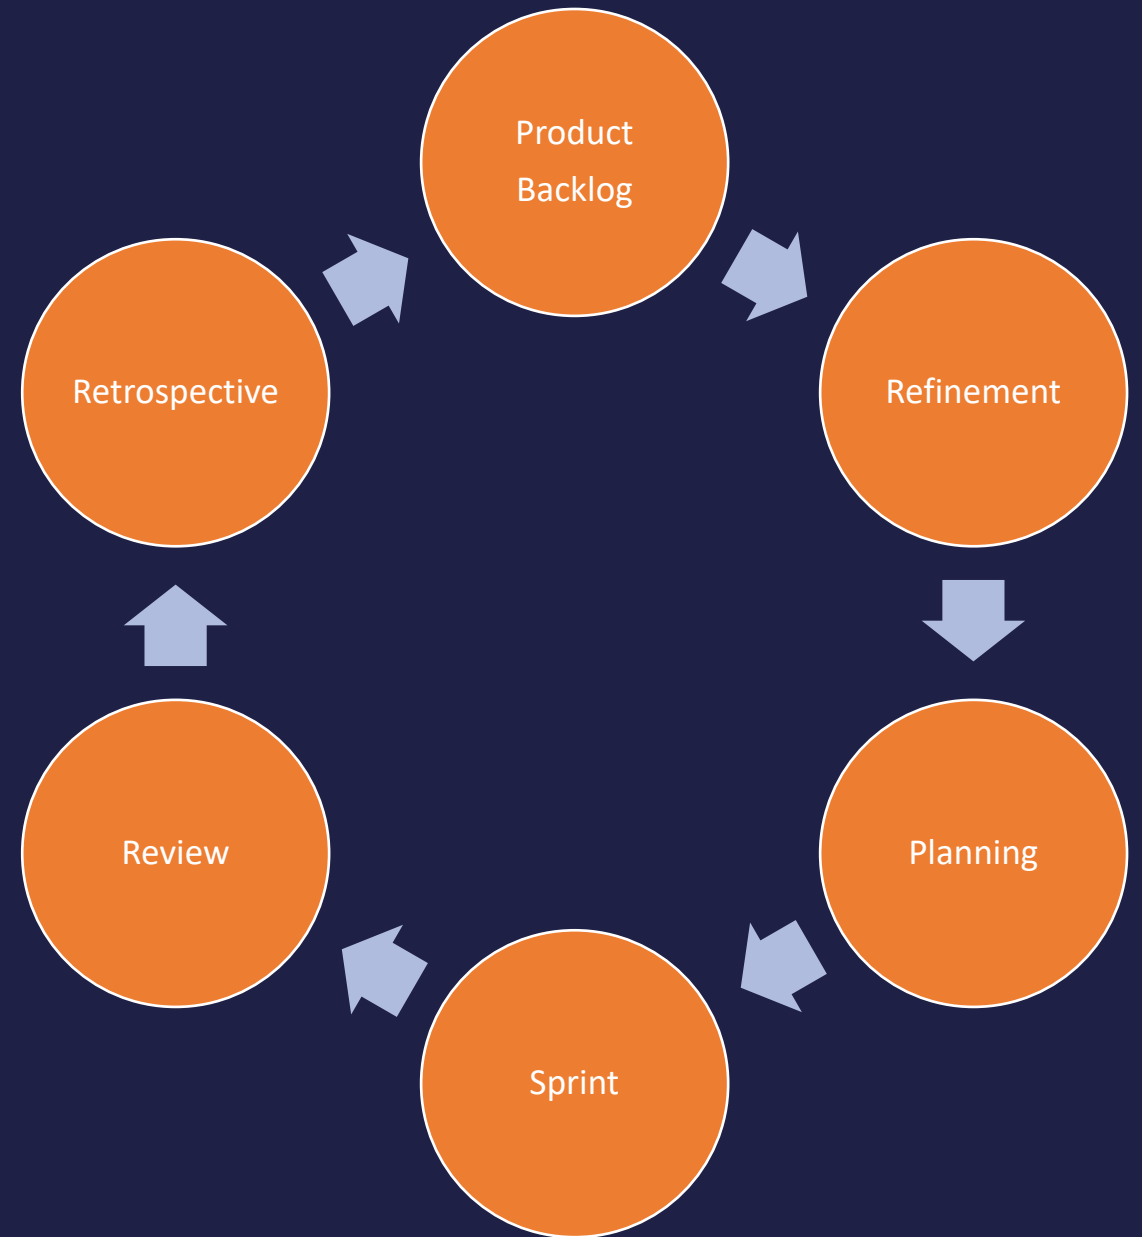 Product
Backlog
Refinement
Planning
Sprint
Review
Retrospective